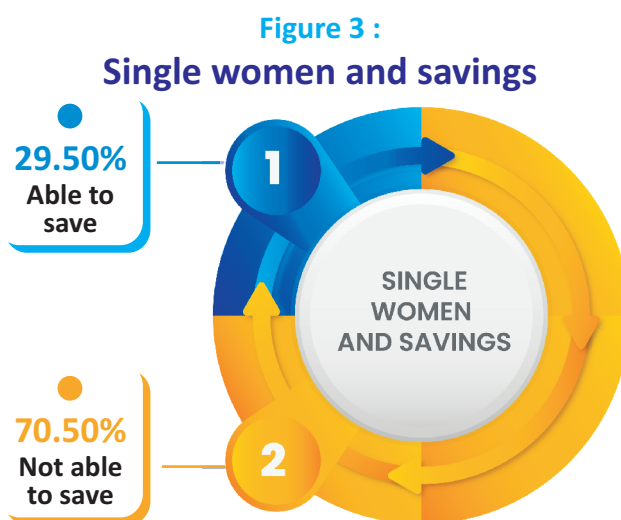 Figure 3 :
Single women and savings
29.50%
Able to
save
1
SINGLE
WOMEN
AND SAVINGS
70.50%
Not able
to save
2